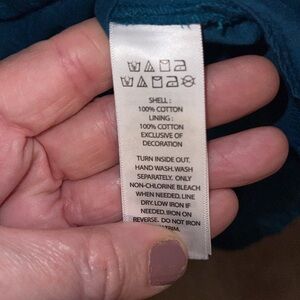 SHELL :
100% COTTON
LINING :
100% COTTON
EXCLUSIVE OF
DECORATION
TURN INSIDE OUT.
HAND WASH. WASH
SEPARATELY. ONLY
NON-CHLORINE BLEACH
WHEN NEEDED. LINE
DRY. LOW IRON IF
NEEDED. IRON ON
REVERSE. DO NOT IRON
TRIM.